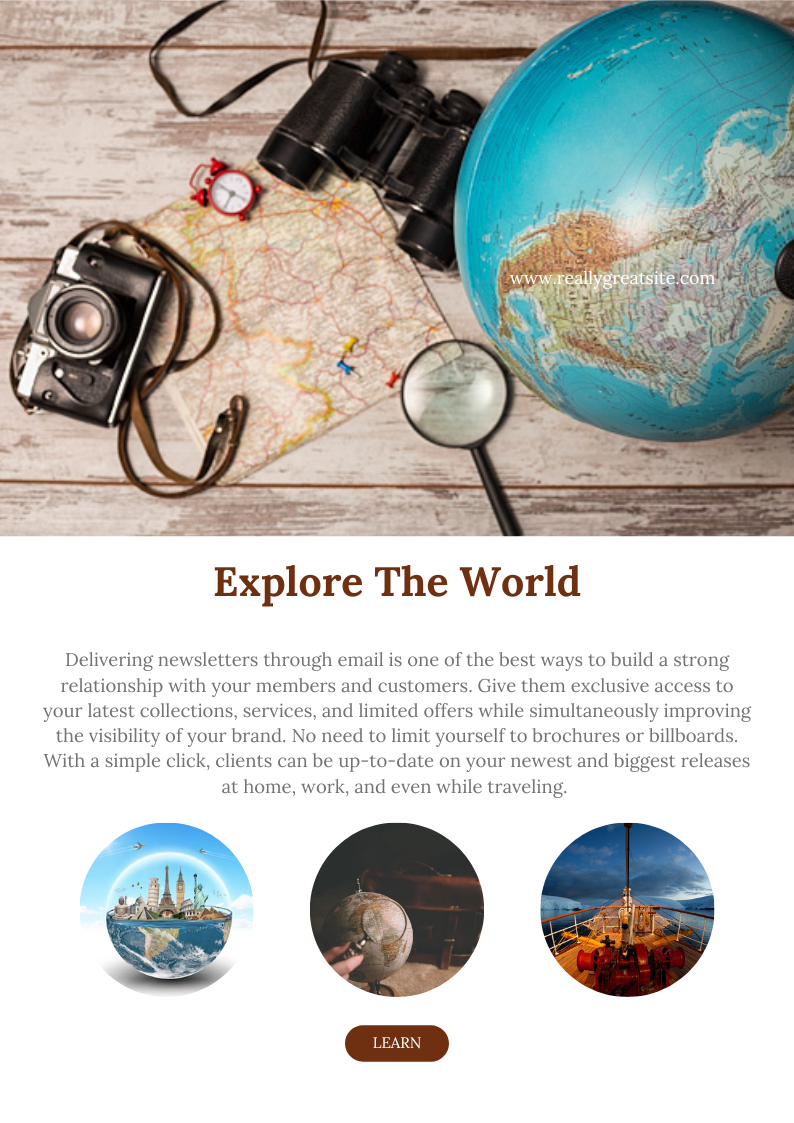 www.reallygreatsite.com
Explore The World
Delivering newsletters through email is one of the best ways to build a strong
relationship with your members and customers. Give them exclusive access to
your latest collections, services, and limited offers while simultaneously improving
the visibility of your brand. No need to limit yourself to brochures or billboards.
With a simple click, clients can be up-to-date on your newest and biggest releases
at home, work, and even while traveling.
LEARN